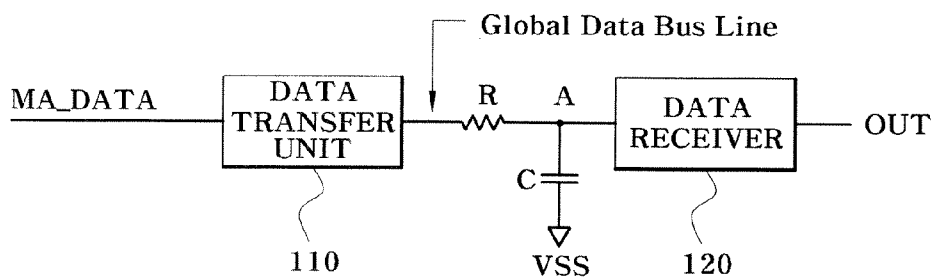 Global Data Bus Line
MA_DATA
DATA
TRANSFER
UNIT
R
A
DATA
RECEIVER
OUT
C
VSS
110
120